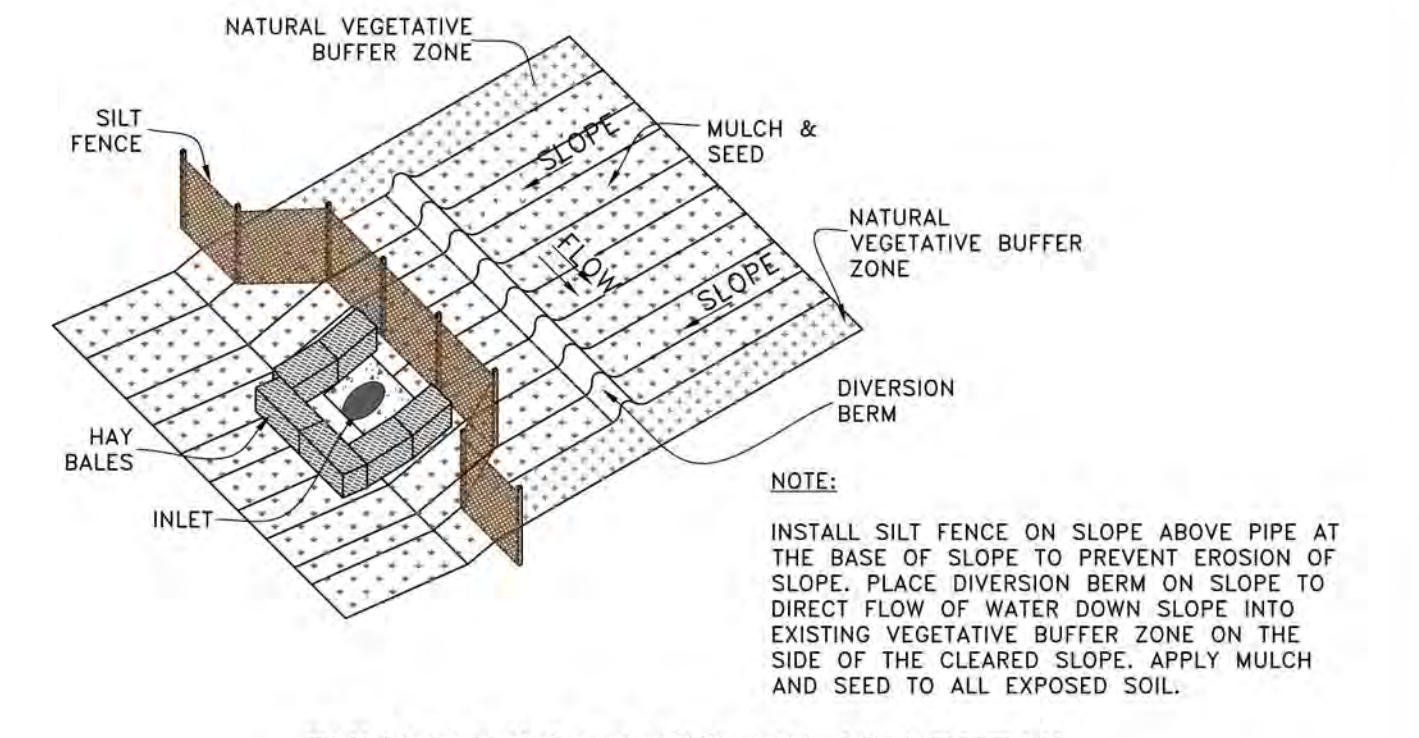 NATURAL VEGETATIVE
BUFFER ZONE
SILT
FENCE
MULCH &
SEED
SLOPE
NATURAL
VEGETATIVE BUFFER
ZONE
FLOW
SLOPE
DIVERSION
BERM
HAY
BALES
INLET
NOTE:
INSTALL SILT FENCE ON SLOPE ABOVE PIPE AT
THE BASE OF SLOPE TO PREVENT EROSION OF
SLOPE. PLACE DIVERSION BERM ON SLOPE TO
DIRECT FLOW OF WATER DOWN SLOPE INTO
EXISTING VEGETATIVE BUFFER ZONE ON THE
SIDE OF THE CLEARED SLOPE. APPLY MULCH
AND SEED TO ALL EXPOSED SOIL.